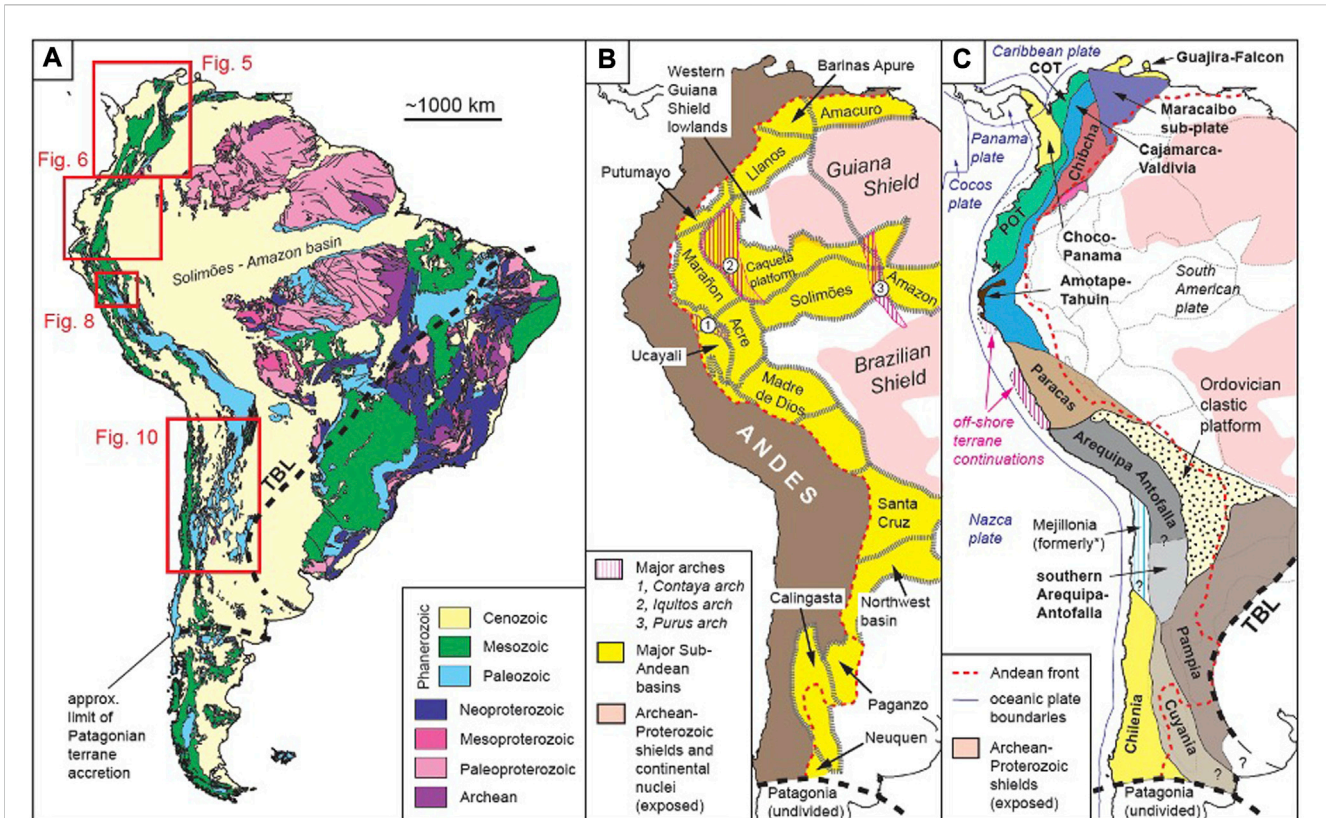 A
Fig. 5
~1000 km
Fig. 6
Solimões - Amazon basin
Fig. 8
Fig. 10
TBL
approx.
limit of
Patagonian
terrane
accretion
Phanerozoic
Cenozoic
Mesozoic
Paleozoic
Neoproterozoic
Mesoproterozoic
Paleoproterozoic
Archean
B
Western
Guiana
Shield
lowlands
Barinas Apure
Amacuro
Llanos
Guiana
Shield
Putumayo
Marañon
2
Caqueta
platform
Solimões
3
Amazon
1
Acre
Ucayali
Brazilian
Shield
Madre
de Dios
ANDES
Santa
Cruz
Calingasta
Northwest
basin
Paganzo
Neuquen
Patagonia
(undivided)
Major arches
1, Contaya arch
2, Iquitos arch
3, Purus arch
Major Sub-
Andean
basins
Archean-
Proterozoic
shields and
continental
nuclei
(exposed)
C
Caribbean plate
COT
Guajira-Falcon
Panama
plate
Maracaibo
sub-plate
Cajamarca-
Valdivia
Chibcha
Cocos
plate
POT
Choco-
Panama
Amotape-
Tahuin
South
American
plate
Paracas
Ordovician
clastic
platform
off-shore
terrane
continuations
Arequipa
Antofalla
Nazca
plate
Mejillonia
(formerly*)
?
?
southern
Arequipa-
Antofalla
TBL
Pampia
Chilenia
Cuyania
?
?
Patagonia
(undivided)
Andean front
oceanic plate
boundaries
Archean-
Proterozoic
shields
(exposed)